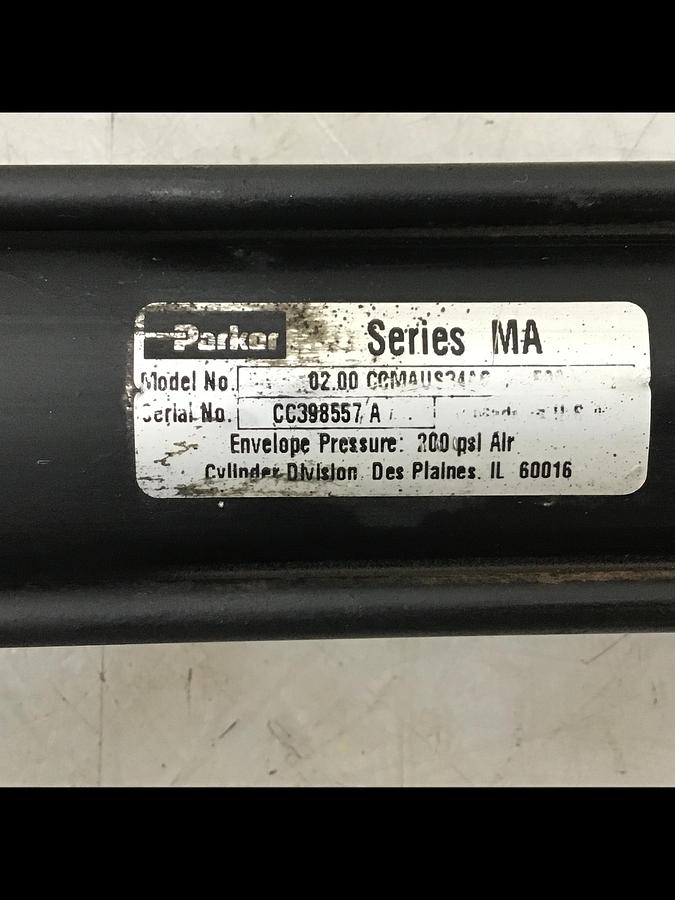 Parker Series MA
Model No. 02.00
Serial No. CC398557 A
Envelope Pressure: 200 psi Air
Cylinder Division Des Plaines, IL 60016